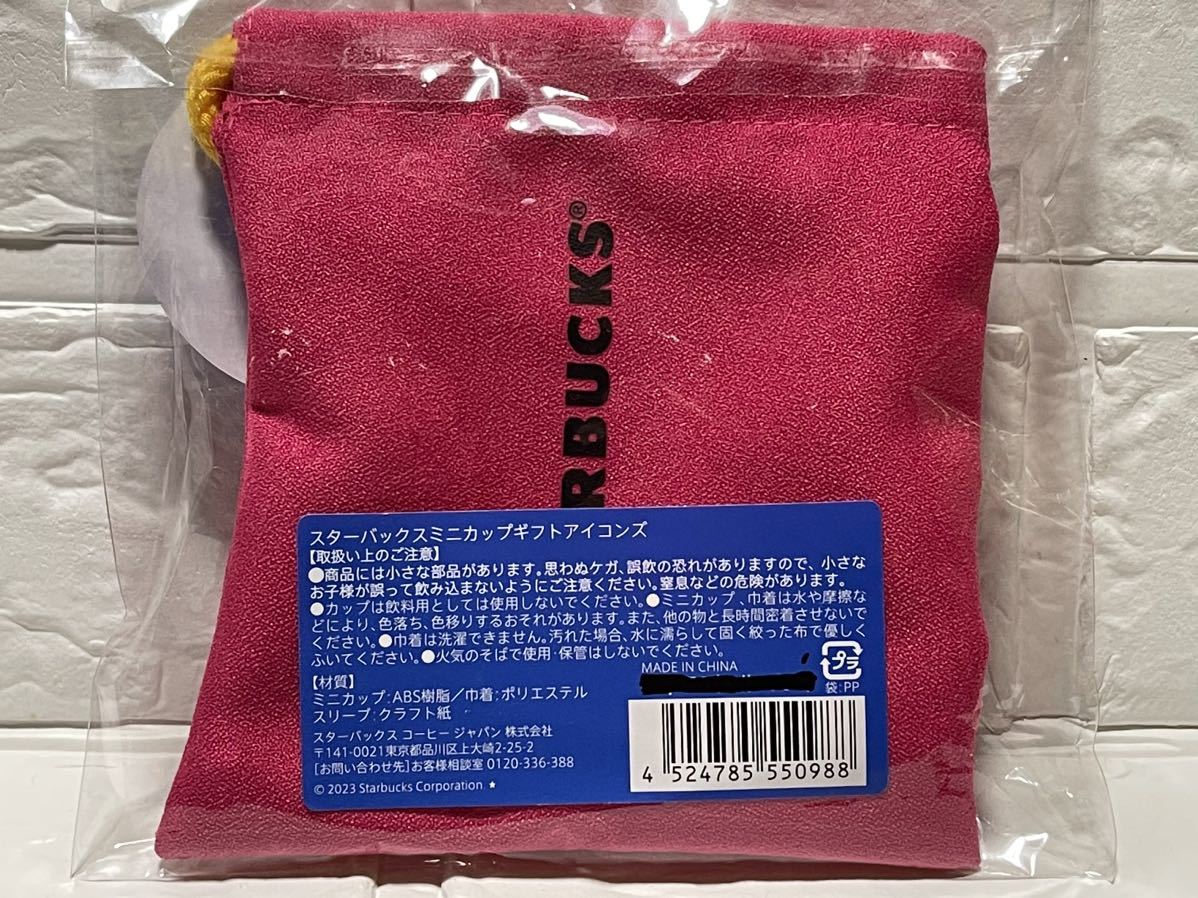 RBUCKS®
スターバックスミニカップギフトアイコンズ
【取扱い上のご注意】
●商品には小さな部品があります。思わぬケガ、誤飲の恐れがありますので、小さな
お子様が誤って飲み込まないようにご注意ください。窒息などの危険があります。
●カップは飲料用としては使用しないでください。●ミニカップ、巾着は水や摩擦な
どにより、色落ち、色移りするおそれがあります。また、他の物と長時間密着させないで
ください。●巾着は洗濯できません。汚れた場合、水に濡らして固く絞った布で優しく
ふいてください。●火気のそばで使用・保管はしないでください。
【材質】
ミニカップ:ABS樹脂／巾着:ポリエステル
スリーブ:クラフト紙
スターバックス コーヒー ジャパン 株式会社
〒141-0021東京都品川区上大崎2-25-2
[お問い合わせ先]お客様相談室 0120-336-388
© 2023 Starbucks Corporation ★
MADE IN CHINA
プラ
袋:PP
4 524785 550988